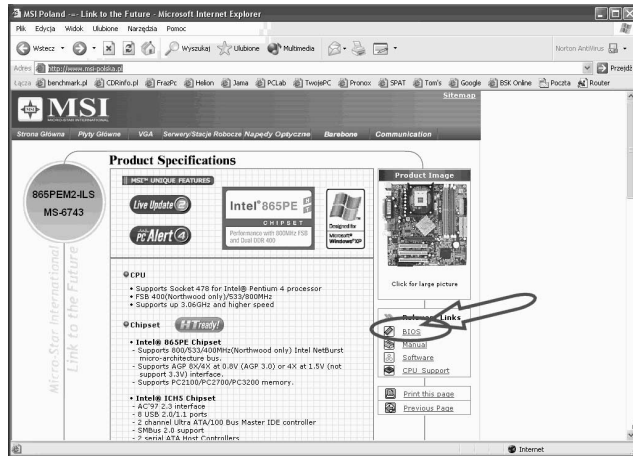 MSI Poland -=- Link to the Future - Microsoft Internet Explorer
Plik Edycja Widok Ulubione Narzędzia Pomoc
Wstecz Wyszukaj Ulubione Multimedia Norton AntiVirus
Adres http://www.msi-polska.pl Przejdź
Łącza benchmark.pl CDRinfo.pl FrazPc Helion Jama PCLab TwojePC Pronox SPAT Tom's Google BSK Online Poczta Router
MSI
MICRO-STAR INTERNATIONAL
Sitemap
Strona Główna Płyty Główne VGA Serwery/Stacje Robocze Napędy Optyczne Barebone Communication
Product Specifications
865PEM2-ILS
MS-6743
Micro-Star International
Link to the Future
MSI™ UNIQUE FEATURES
Live Update 2
PC Alert 4
Intel® 865PE
CHIPSET
Performance with 800MHz FSB
and Dual DDR 400
Designed for
Microsoft®
Windows®XP
CPU
Supports Socket 478 for Intel® Pentium 4 processor
FSB 400(Northwood only)/533/800MHz
Supports up 3.06GHz and higher speed
Chipset HT ready!
Intel® 865PE Chipset
- Supports 800/533/400MHz(Northwood only) Intel NetBurst
micro-architecture bus.
- Supports AGP 8X/4X at 0.8V (AGP 3.0) or 4X at 1.5V (not
support 3.3V) interface.
- Supports PC2100/PC2700/PC3200 memory.
Intel® ICH5 Chipset
- AC'97 2.3 interface
- 8 USB 2.0/1.1 ports
- 2 channel Ultra ATA/100 Bus Master IDE controller
- SMBus 2.0 support
- 2 serial ATA Host Controllers
Product Image
Click for large picture
Links
BIOS
Manual
Software
CPU Support
Print this page
Previous Page
Internet